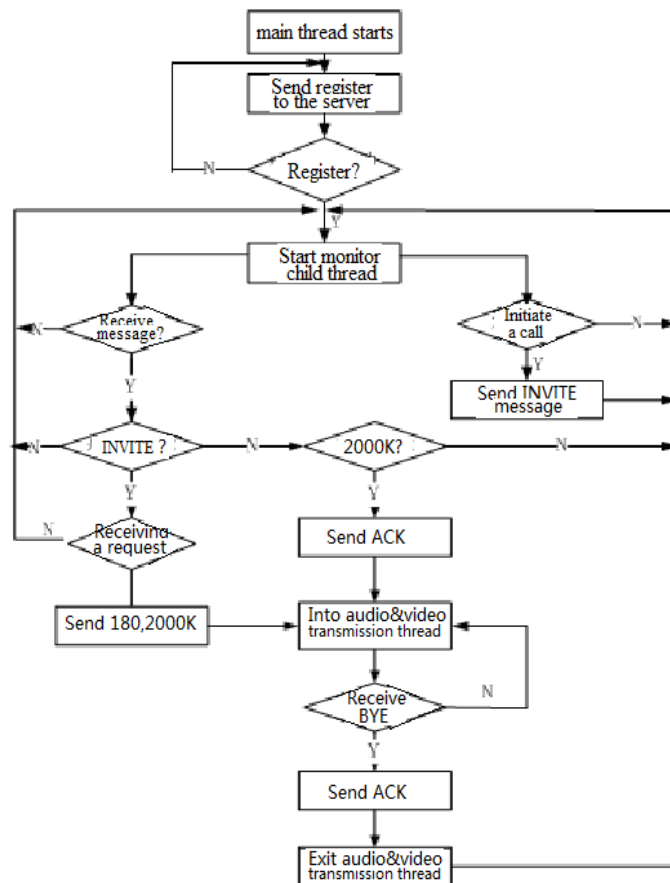 main thread starts
Send register
to the server
N
Register?
Y
Start monitor
child thread
Receive
message?
N
Initiate
a call
N
Y
Y
Send INVITE
message
N
INVITE ?
N
2000K?
N
Y
Y
N
Receiving
a request
Send ACK
Send 180,2000K
Into audio&video
transmission thread
Receive
BYE
N
Y
Send ACK
Exit audio&video
transmission thread